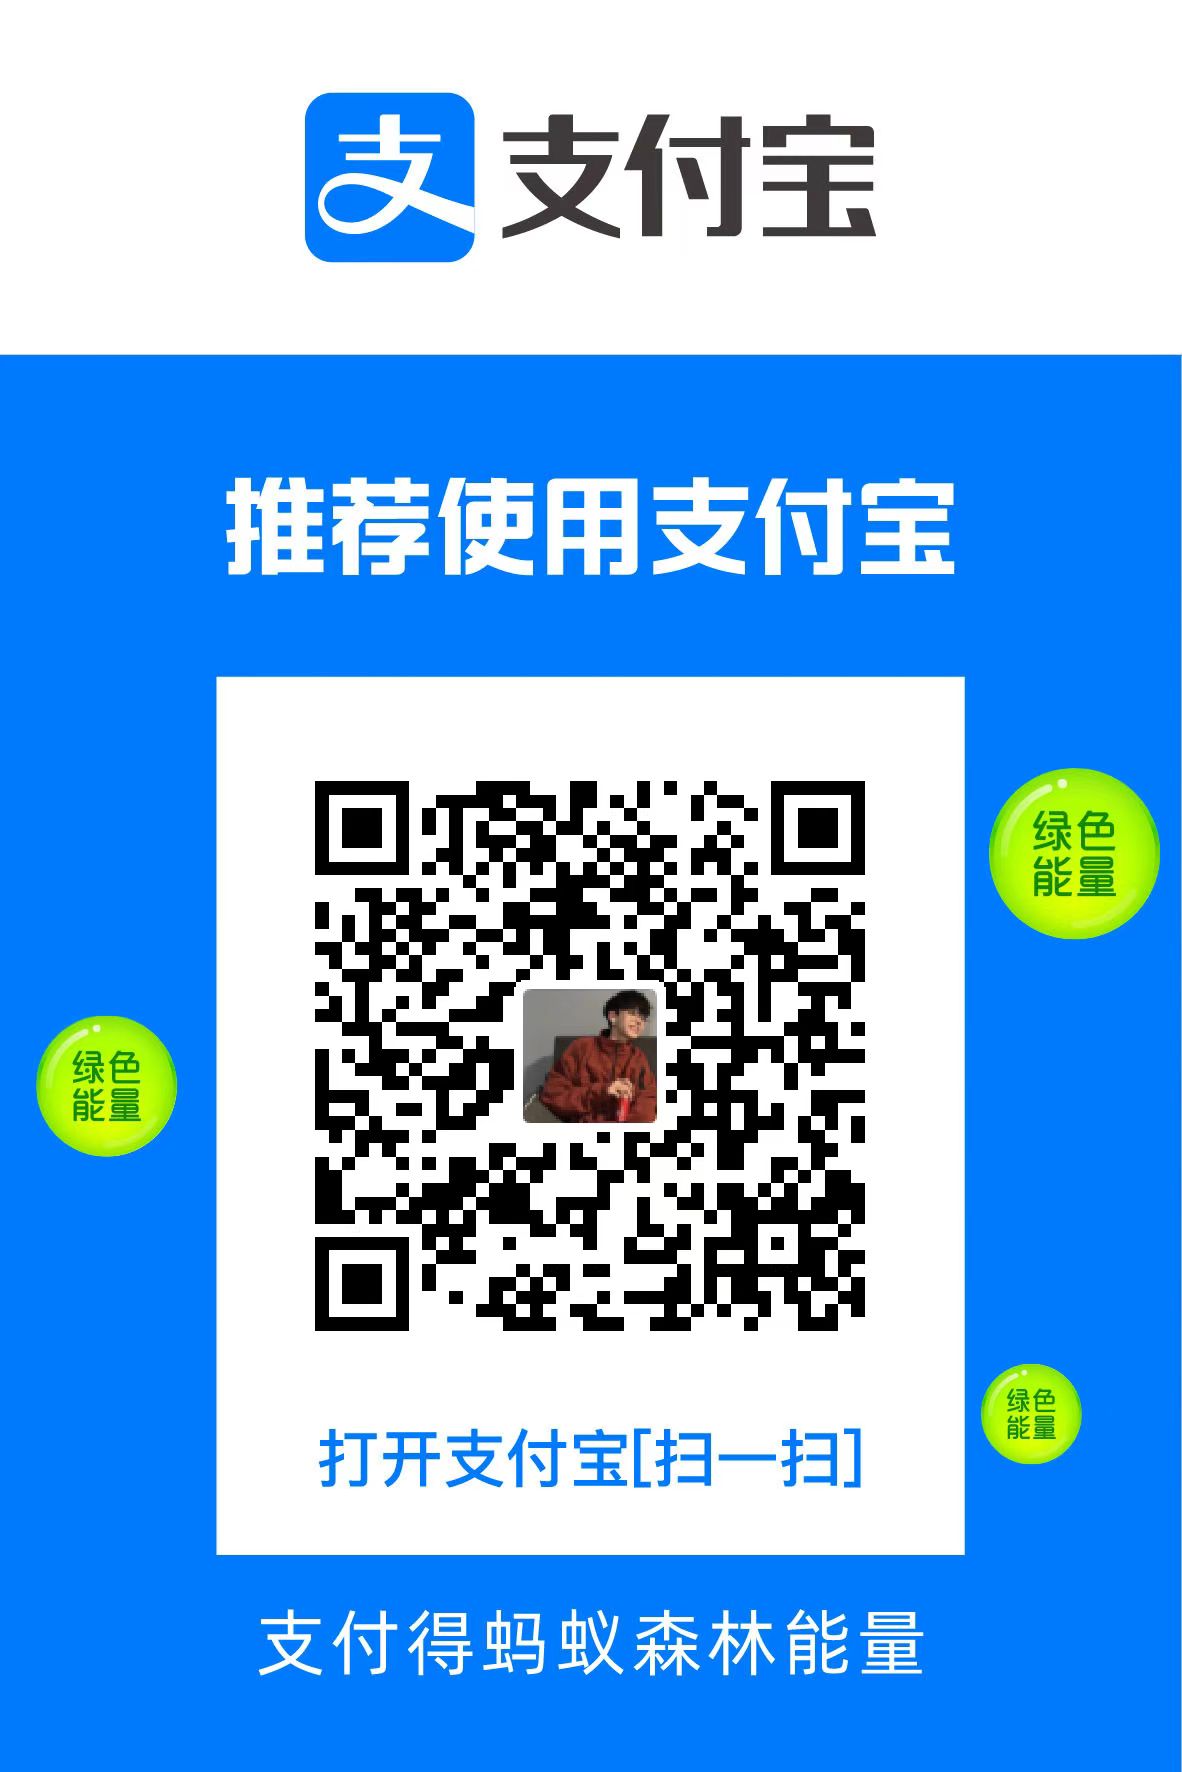 支付宝
推荐使用支付宝
绿色
能量
绿色
能量
绿色
能量
打开支付宝[扫一扫]
支付得蚂蚁森林能量